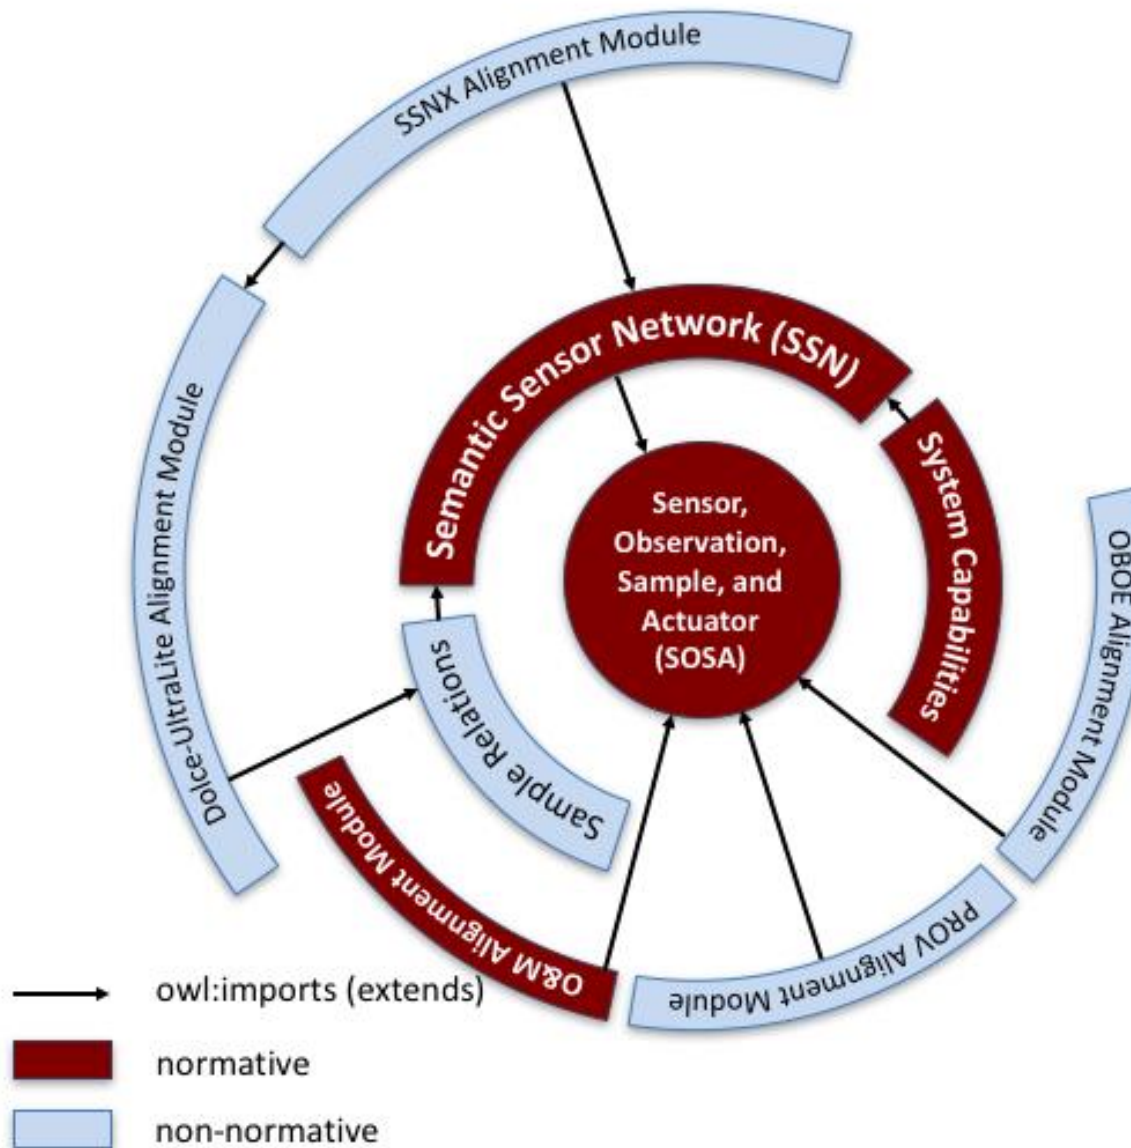 SSNX Alignment Module
Dolce-UltraLite Alignment Module
Semantic Sensor Network (SSN)
System Capabilities
Sensor,
Observation,
Sample, and
Actuator
(SOSA)
OBOE Alignment Module
Sample Relations
O&M Alignment Module
PROV Alignment Module
owl:imports (extends)
normative
non-normative